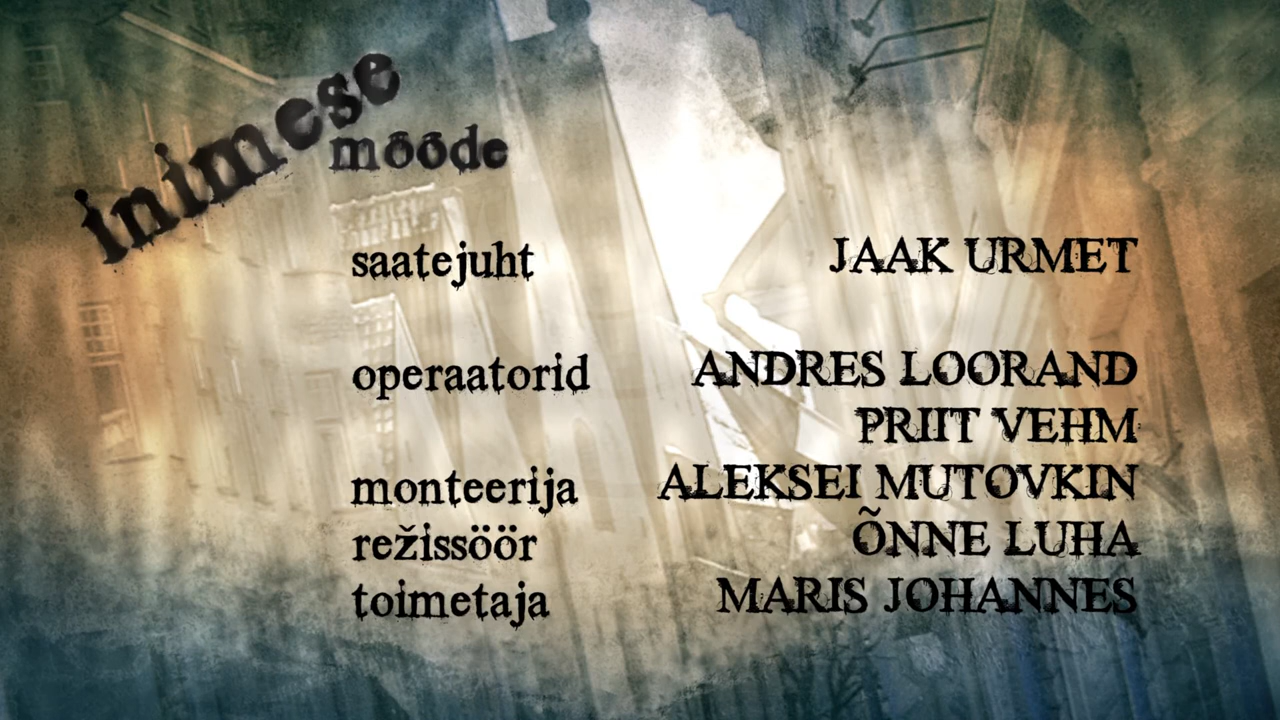 inimese
mõõde
saatejuht JAAK URMET
operaatorid ANDRES LOORAND
PRIIT VEHM
monteerija ALEKSEI MUTOVKIN
režissöör ÕNNE LUHA
toimetaja MARIS JOHANNES